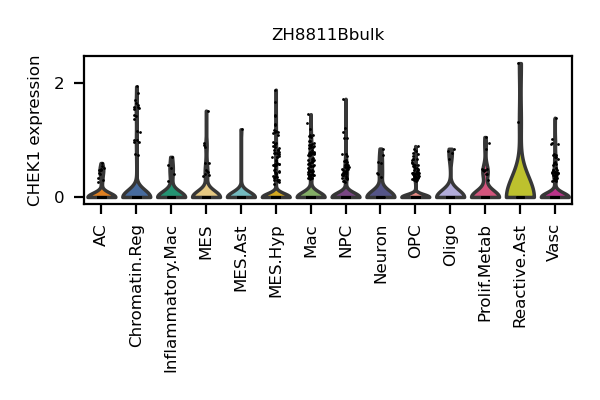 ZH8811Bbulk
CHEK1 expression
2
0
AC
Chromatin.Reg
Inflammatory.Mac
MES
MES.Ast
MES.Hyp
Mac
NPC
Neuron
OPC
Oligo
Prolif.Metab
Reactive.Ast
Vasc